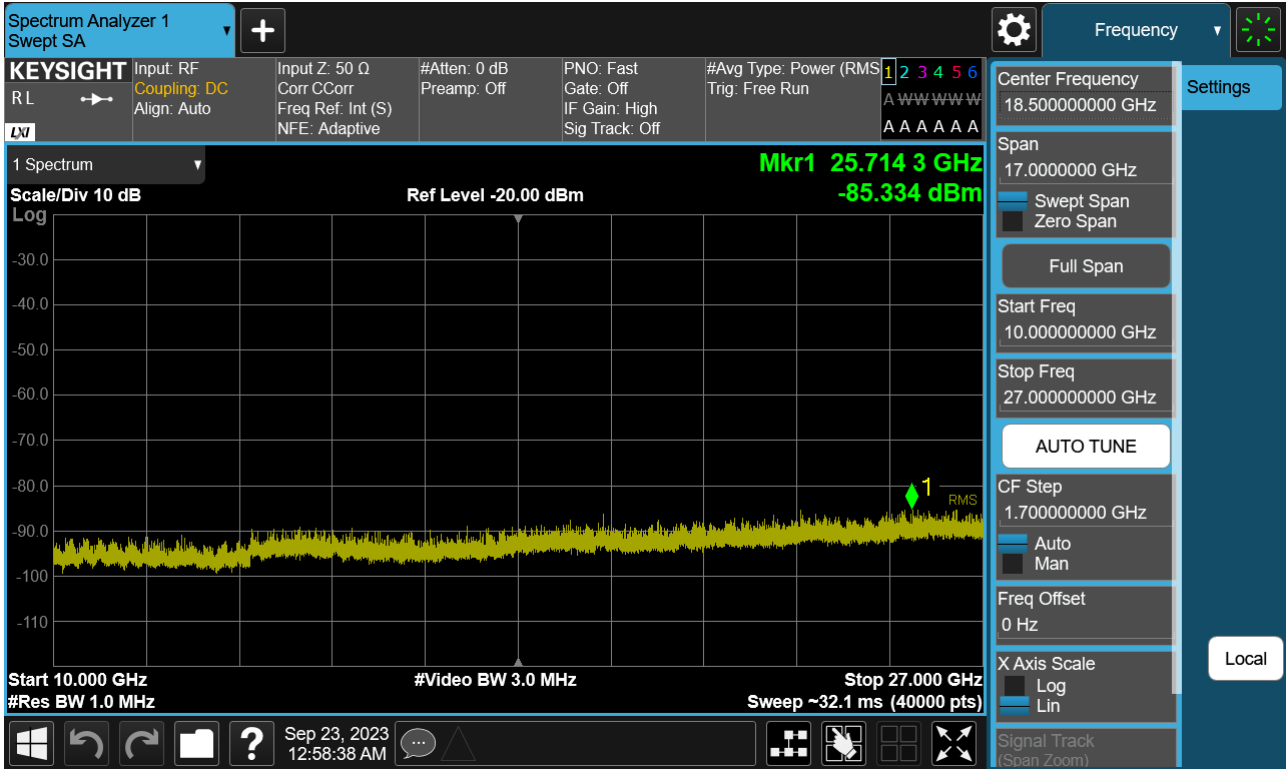 Spectrum Analyzer 1
Swept SA
+
Frequency
KEYSIGHT
R L
LXI
Input: RF
Coupling: DC
Align: Auto
Input Z: 50 Ω
Corr CCorr
Freq Ref: Int (S)
NFE: Adaptive
#Atten: 0 dB
Preamp: Off
PNO: Fast
Gate: Off
IF Gain: High
Sig Track: Off
#Avg Type: Power (RMS
Trig: Free Run
1 2 3 4 5 6
A W W W W W
A A A A A A
1 Spectrum
Scale/Div 10 dB
Log
Ref Level -20.00 dBm
Mkr1 25.714 3 GHz
-85.334 dBm
-30.0
-40.0
-50.0
-60.0
-70.0
-80.0
-90.0
-100
-110
1
RMS
Start 10.000 GHz
#Res BW 1.0 MHz
#Video BW 3.0 MHz
Stop 27.000 GHz
Sweep ~32.1 ms (40000 pts)
Center Frequency
18.500000000 GHz
Span
17.0000000 GHz
Swept Span
Zero Span
Full Span
Start Freq
10.000000000 GHz
Stop Freq
27.000000000 GHz
AUTO TUNE
CF Step
1.700000000 GHz
Auto
Man
Freq Offset
0 Hz
X Axis Scale
Log
Lin
Signal Track
(Span Zoom)
Settings
Local
?
Sep 23, 2023
12:58:38 AM